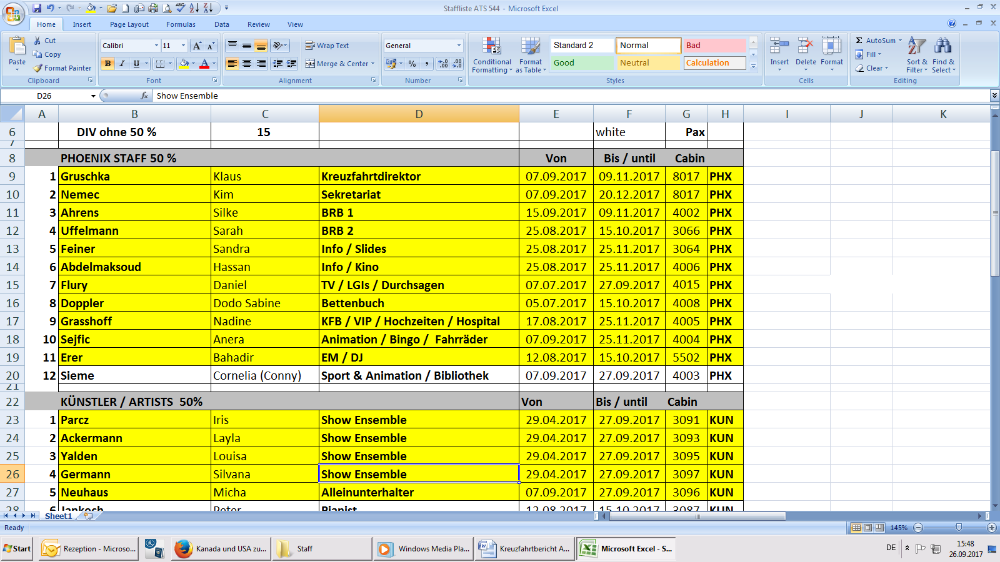 Staffliste ATS 544 - Microsoft Excel
Home Insert Page Layout Formulas Data Review View
Paste Cut Copy Format Painter Clipboard
Calibri 11 B I U Font
Wrap Text Merge & Center Alignment
General % , Number
Conditional Formatting Format as Table
Standard 2 Normal Bad
Good Neutral Calculation
Styles
Insert Delete Format Cells
AutoSum Fill Clear Sort & Filter Find & Select Editing
D26 fx Show Ensemble
A B C D E F G H I J K
6 DIV ohne 50 % 15 white Pax
7
8 PHOENIX STAFF 50 % Von Bis / until Cabin
9 1 Gruschka Klaus Kreuzfahrtdirektor 07.09.2017 09.11.2017 8017 PHX
10 2 Nemec Kim Sekretariat 07.09.2017 20.12.2017 8017 PHX
11 3 Ahrens Silke BRB 1 15.09.2017 09.11.2017 4002 PHX
12 4 Uffelmann Sarah BRB 2 25.08.2017 15.10.2017 3066 PHX
13 5 Feiner Sandra Info / Slides 25.08.2017 25.11.2017 3064 PHX
14 6 Abdelmaksoud Hassan Info / Kino 25.08.2017 25.11.2017 4006 PHX
15 7 Flury Daniel TV / LGIs / Durchsagen 07.07.2017 27.09.2017 4015 PHX
16 8 Doppler Dodo Sabine Bettenbuch 05.07.2017 15.10.2017 4008 PHX
17 9 Grasshoff Nadine KFB / VIP / Hochzeiten / Hospital 17.08.2017 25.11.2017 4005 PHX
18 10 Sejfic Anera Animation / Bingo / Fahrräder 07.09.2017 25.11.2017 4004 PHX
19 11 Erer Bahadir EM / DJ 12.08.2017 15.10.2017 5502 PHX
20 12 Sieme Cornelia (Conny) Sport & Animation / Bibliothek 07.09.2017 27.09.2017 4003 PHX
21
22 KÜNSTLER / ARTISTS 50% Von Bis / until Cabin
23 1 Parcz Iris Show Ensemble 29.04.2017 27.09.2017 3091 KUN
24 2 Ackermann Layla Show Ensemble 29.04.2017 27.09.2017 3093 KUN
25 3 Yalden Louisa Show Ensemble 29.04.2017 27.09.2017 3095 KUN
26 4 Germann Silvana Show Ensemble 29.04.2017 27.09.2017 3097 KUN
27 5 Neuhaus Micha Alleinunterhalter 07.09.2017 27.09.2017 3096 KUN
28 6 Peter Pianist 12.08.2017 15.10.2017 3087 KUN
Sheet1
Ready 145%
Start Rezeption - Microso... Kanada und USA zu... Staff Windows Media Pla... Kreuzfahrtbericht A... Microsoft Excel - S... DE 15:48
26.09.2017